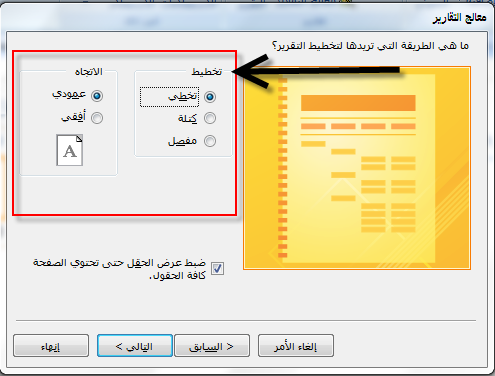 معالج التقارير
ما هي الطريقة التي تريدها لتخطيط التقرير؟
تخطيط
تخطي
كتلة
مفصل
الاتجاه
عمودي
أفقي
A
ضبط عرض الحقل حتى تحتوي الصفحة
كافة الحقول.
إلغاء الأمر
< السابق
التالي >
إنهاء